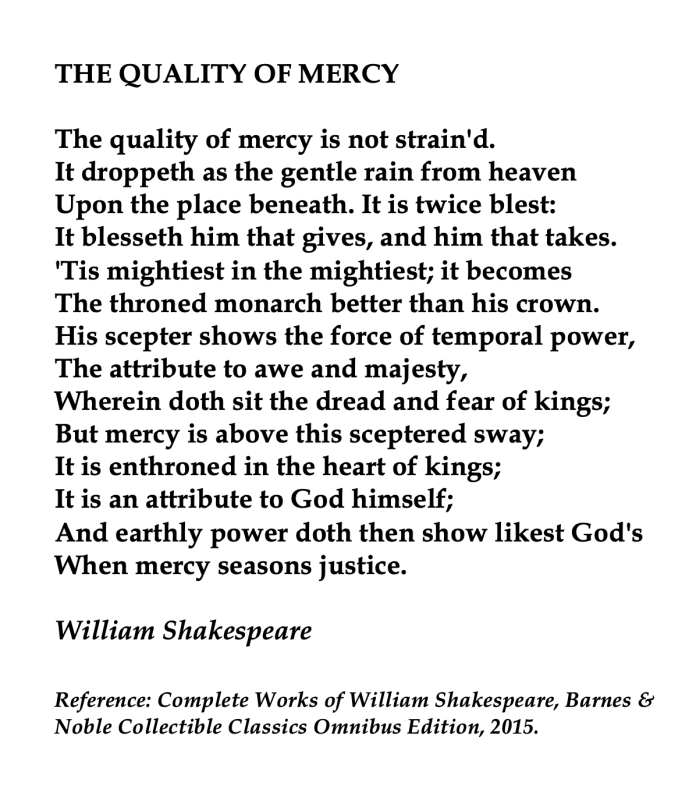 THE QUALITY OF MERCY
The quality of mercy is not strain'd.
It droppeth as the gentle rain from heaven
Upon the place beneath. It is twice blest:
It blesseth him that gives, and him that takes.
'Tis mightiest in the mightiest; it becomes
The throned monarch better than his crown.
His scepter shows the force of temporal power,
The attribute to awe and majesty,
Wherein doth sit the dread and fear of kings;
But mercy is above this sceptered sway;
It is enthroned in the heart of kings;
It is an attribute to God himself;
And earthly power doth then show likest God's
When mercy seasons justice.
William Shakespeare
Reference: Complete Works of William Shakespeare, Barnes &
Noble Collectible Classics Omnibus Edition, 2015.